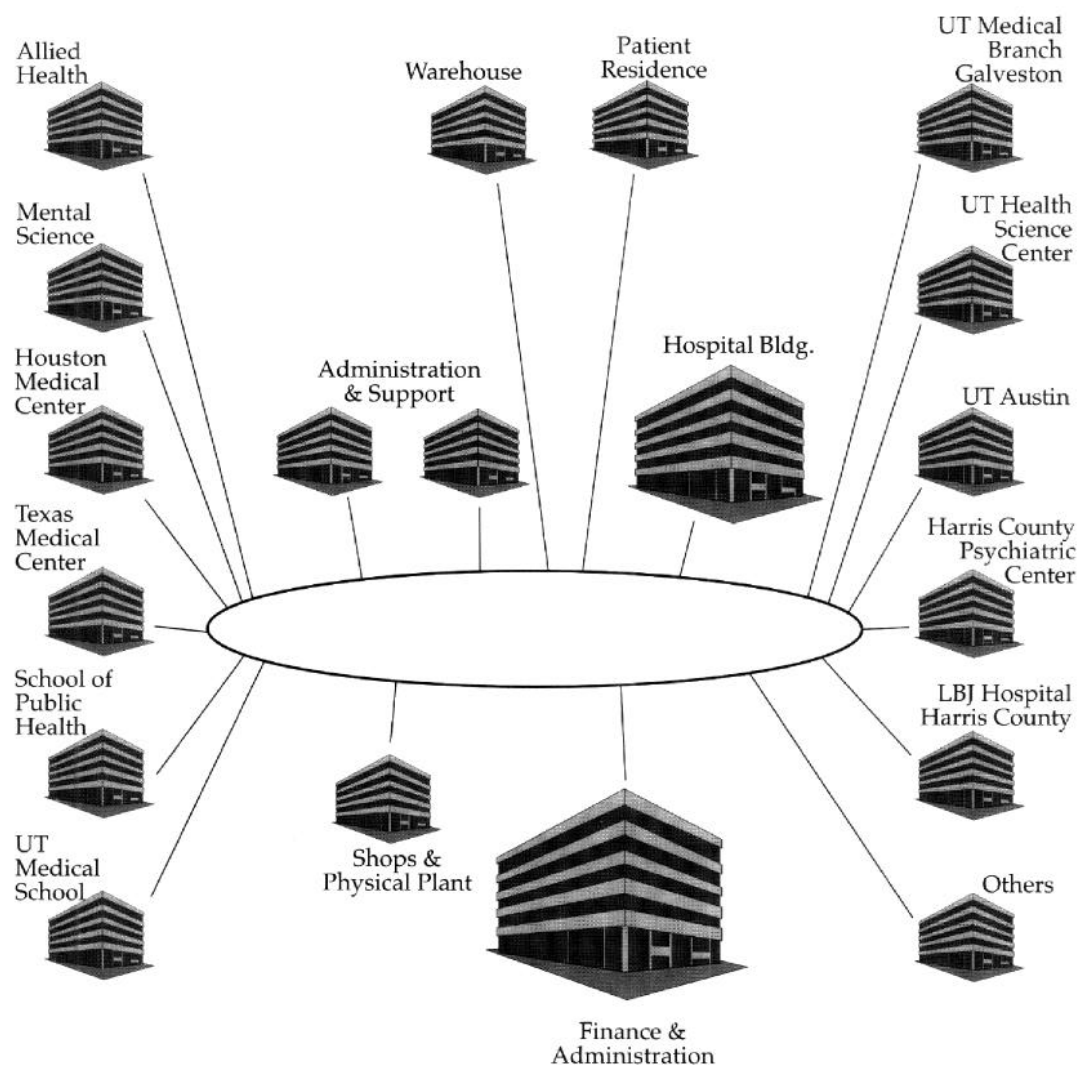 Allied
Health
Warehouse
Patient
Residence
UT Medical
Branch
Galveston
Mental
Science
UT Health
Science
Center
Houston
Medical
Center
Administration
& Support
Hospital Bldg.
UT Austin
Texas
Medical
Center
Harris County
Psychiatric
Center
School of
Public
Health
LBJ Hospital
Harris County
UT
Medical
School
Shops &
Physical Plant
Others
Finance &
Administration